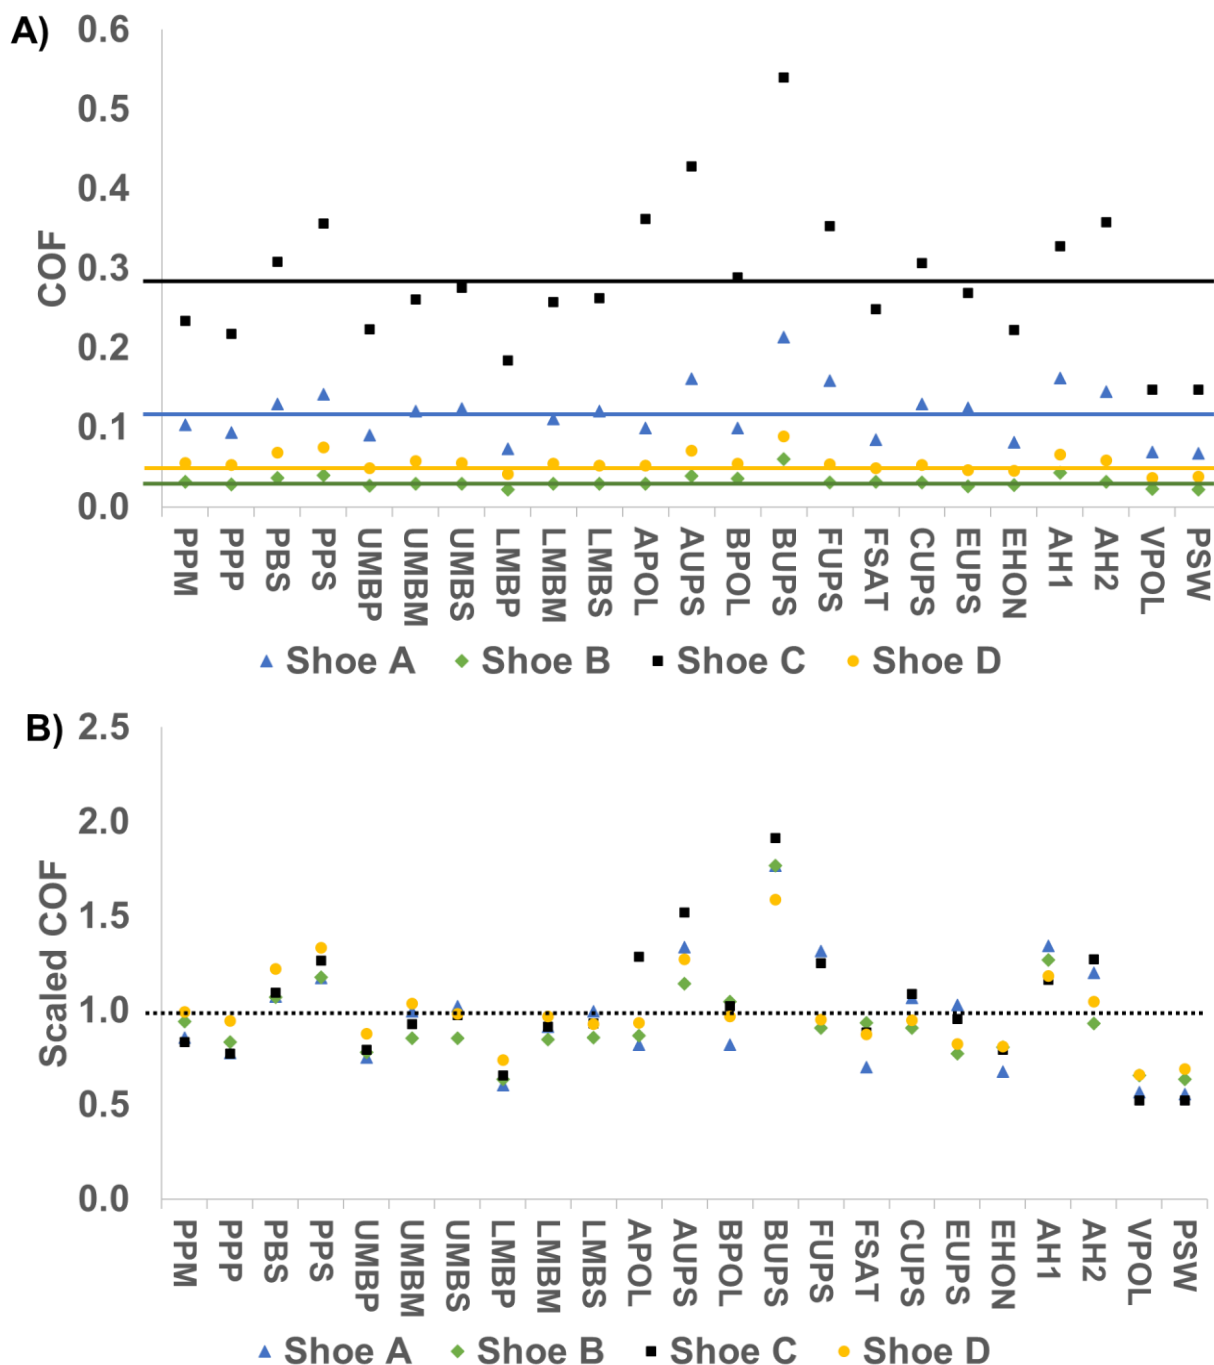 A)
0.6
0.5
0.4
0.3
0.2
0.1
0.0
COF
PPM PPP PBS PPS UMBP UMBM UMBS LMBP LMBM LMBS APOL AUPS BPOL BUPS FUPS FSAT CUPS EUPS EHON AH1 AH2 VPOL PSW
Shoe A Shoe B Shoe C Shoe D
B)
2.5
2.0
1.5
1.0
0.5
0.0
Scaled COF
PPM PPP PBS PPS UMBP UMBM UMBS LMBP LMBM LMBS APOL AUPS BPOL BUPS FUPS FSAT CUPS EUPS EHON AH1 AH2 VPOL PSW
Shoe A Shoe B Shoe C Shoe D